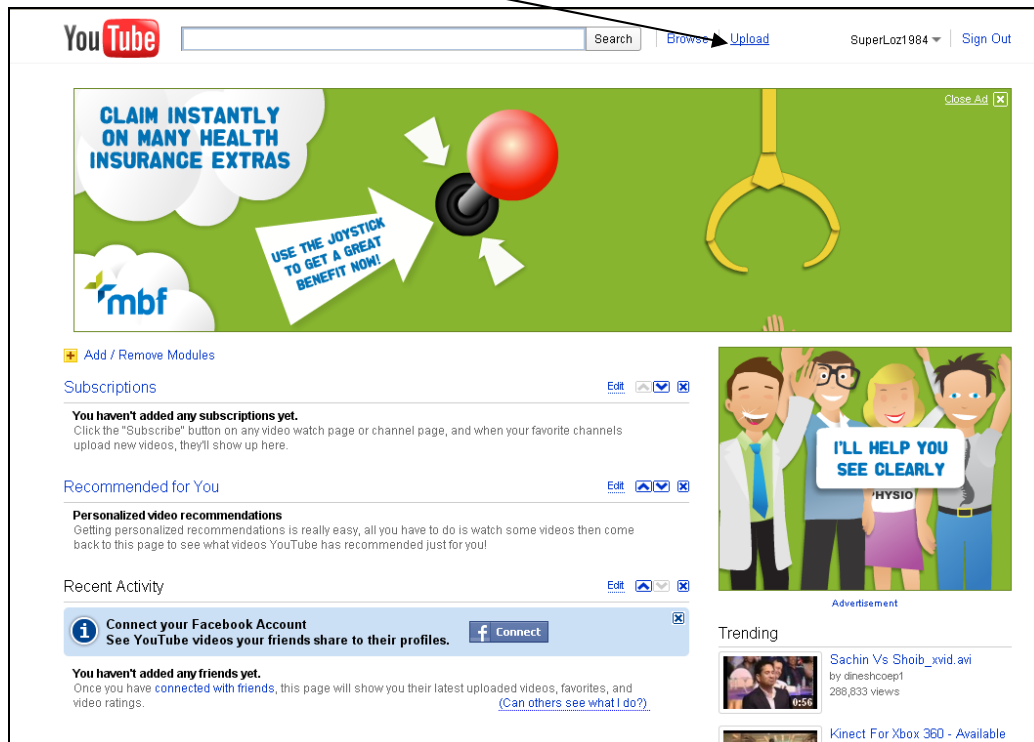 You Tube
Search
Browse
Upload
SuperLoz1984
Sign Out
Close Ad
CLAIM INSTANTLY
ON MANY HEALTH
INSURANCE EXTRAS
USE THE JOYSTICK
TO GET A GREAT
BENEFIT NOW!
mbf
Add / Remove Modules
Subscriptions
Edit
You haven't added any subscriptions yet.
Click the "Subscribe" button on any video watch page or channel page, and when your favorite channels
upload new videos, they'll show up here.
Recommended for You
Edit
Personalized video recommendations
Getting personalized recommendations is really easy, all you have to do is watch some videos then come
back to this page to see what videos YouTube has recommended just for you!
Recent Activity
Edit
Connect your Facebook Account
See YouTube videos your friends share to their profiles.
f Connect
You haven't added any friends yet.
Once you have connected with friends, this page will show you their latest uploaded videos, favorites, and
video ratings.
(Can others see what I do?)
I'LL HELP YOU
SEE CLEARLY
PHYSIO
Advertisement
Trending
Sachin Vs Shoib_xvid.avi
by dineshcoep1
288,833 views
0:56
Kinect For Xbox 360 - Available